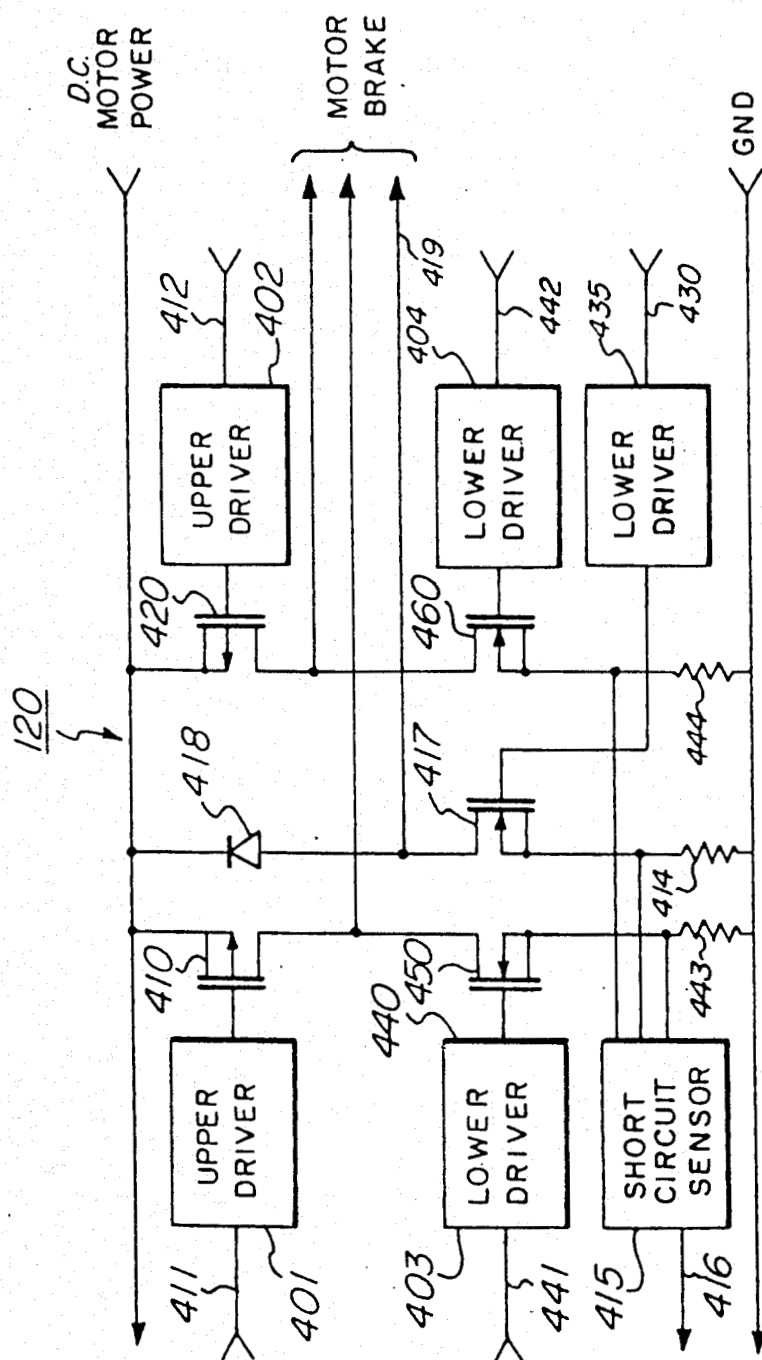 120
D.C.
MOTOR
POWER
MOTOR
BRAKE
GND
412
402
UPPER
DRIVER
420
418
410
UPPER
DRIVER
411
401
419
404
442
LOWER
DRIVER
460
435
430
LOWER
DRIVER
417
450
440
LOWER
DRIVER
403
441
444
414
443
SHORT
CIRCUIT
SENSOR
415
416